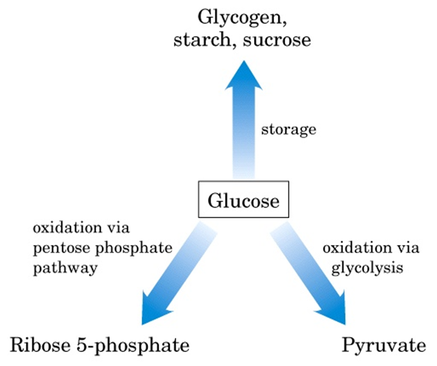 Glycogen,
starch, sucrose
storage
Glucose
oxidation via
pentose phosphate
pathway
oxidation via
glycolysis
Ribose 5-phosphate
Pyruvate